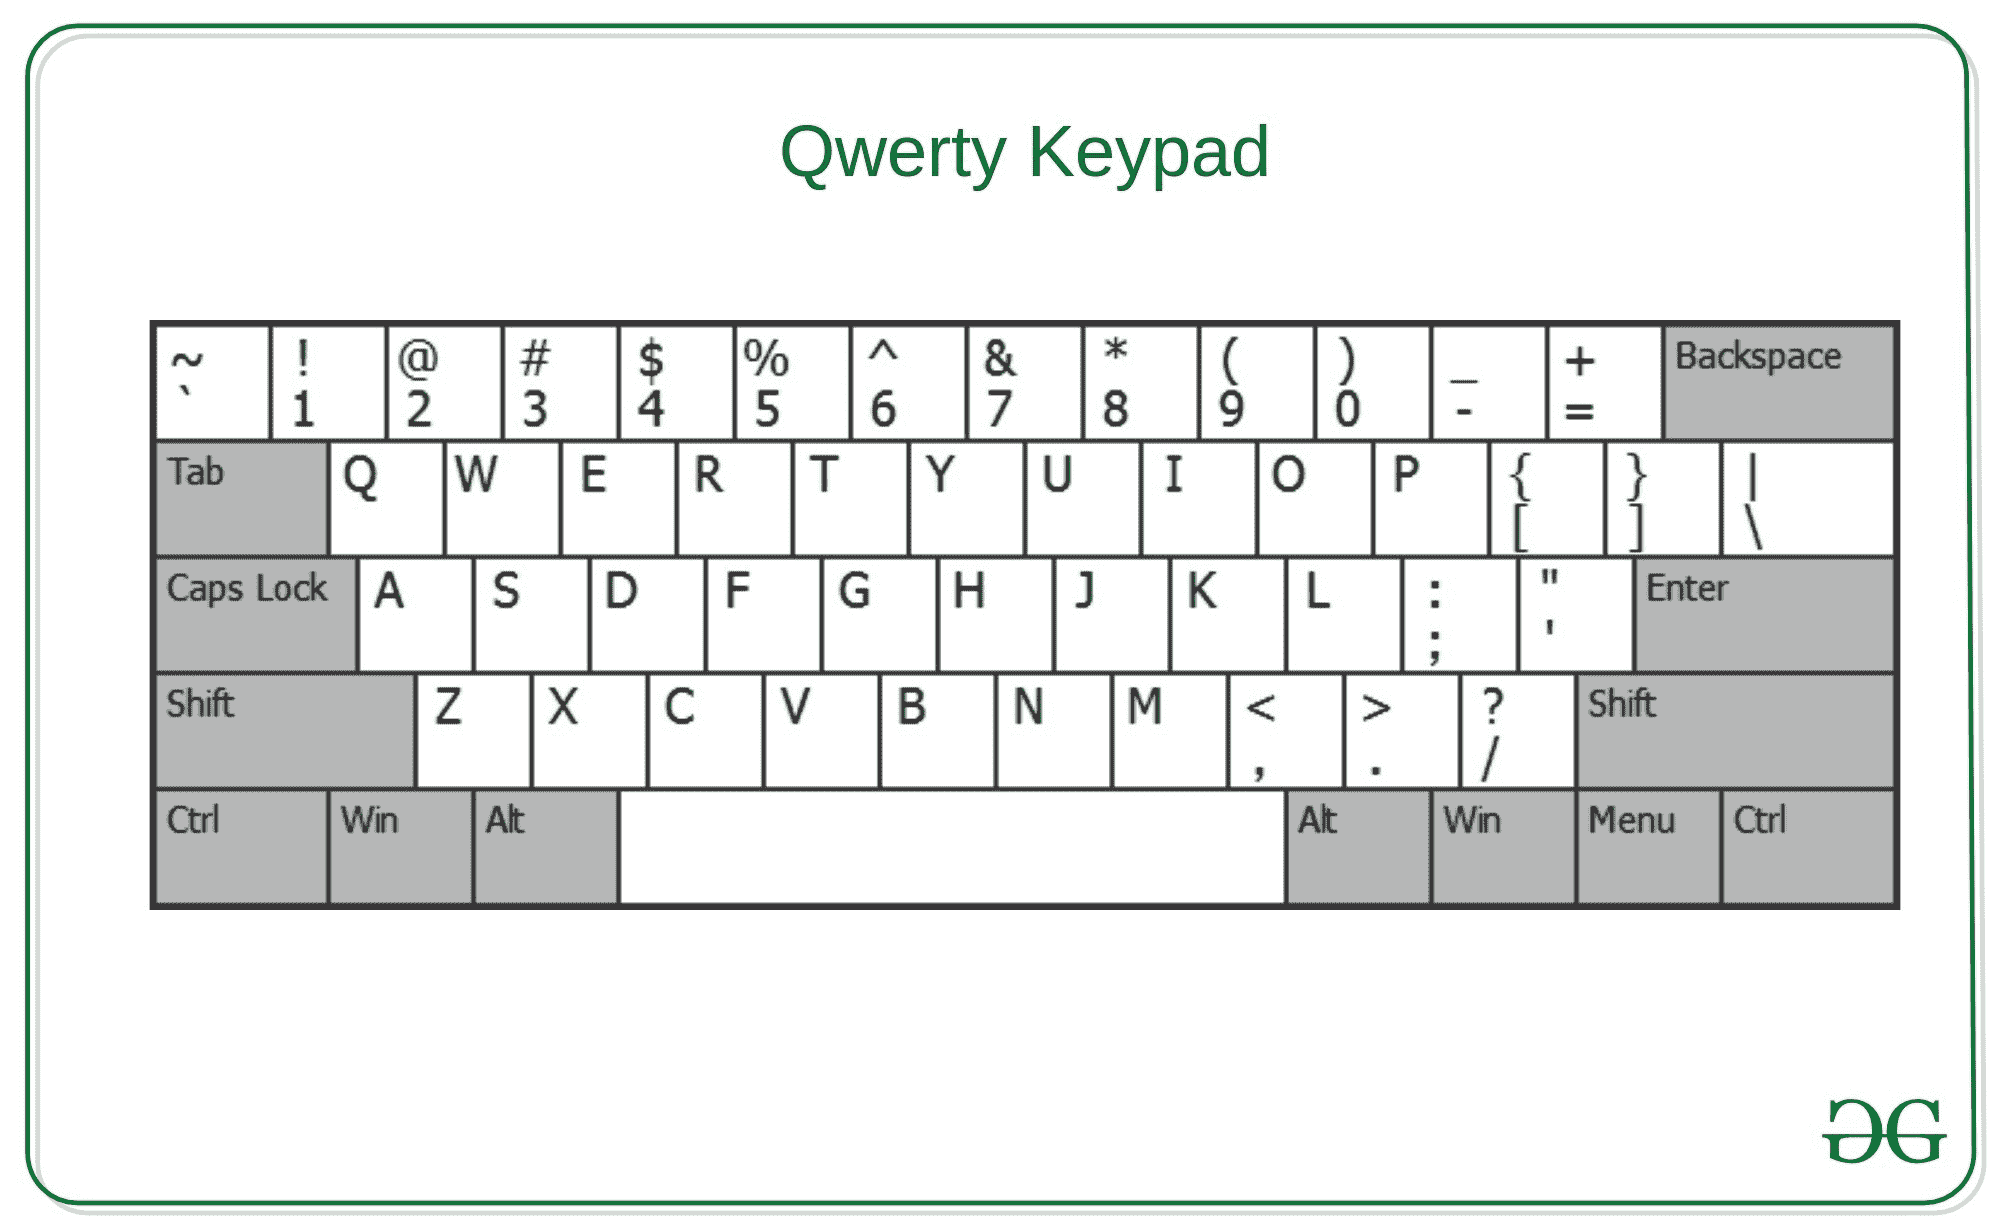 Qwerty Keypad
~ ! @ # $ % ^ & * ( ) _ + Backspace
` 1 2 3 4 5 6 7 8 9 0 - =
Tab Q W E R T Y U I O P { } |
[ ] \
Caps Lock A S D F G H J K L : " Enter
; '
Shift Z X C V B N M < > ? Shift
, . /
Ctrl Win Alt Alt Win Menu Ctrl